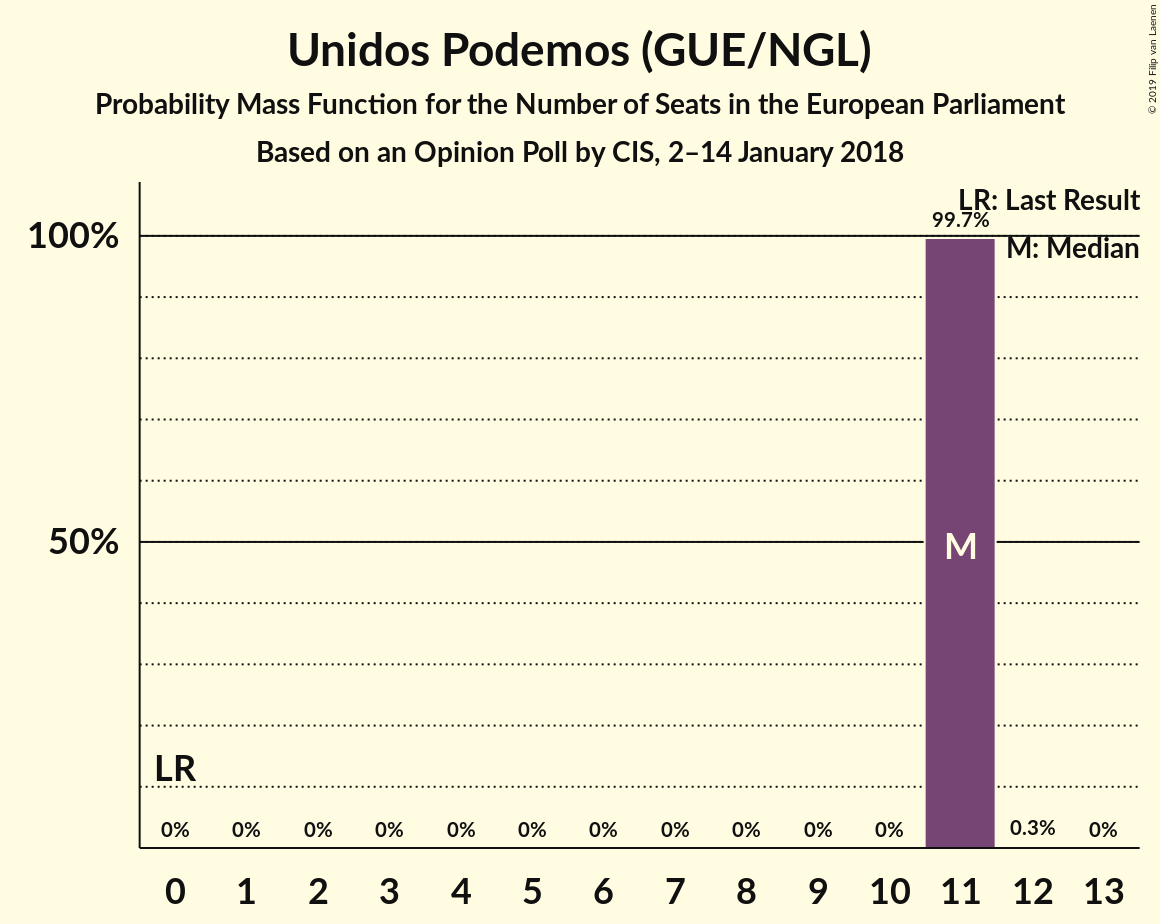 Unidos Podemos (GUE/NGL)
Probability Mass Function for the Number of Seats in the European Parliament
Based on an Opinion Poll by CIS, 2–14 January 2018
© 2019 Filip van Laenen
LR: Last Result
M: Median
99.7%
100%
50%
M
LR
0% 0% 0% 0% 0% 0% 0% 0% 0% 0% 0% 0.3% 0%
0 1 2 3 4 5 6 7 8 9 10 11 12 13